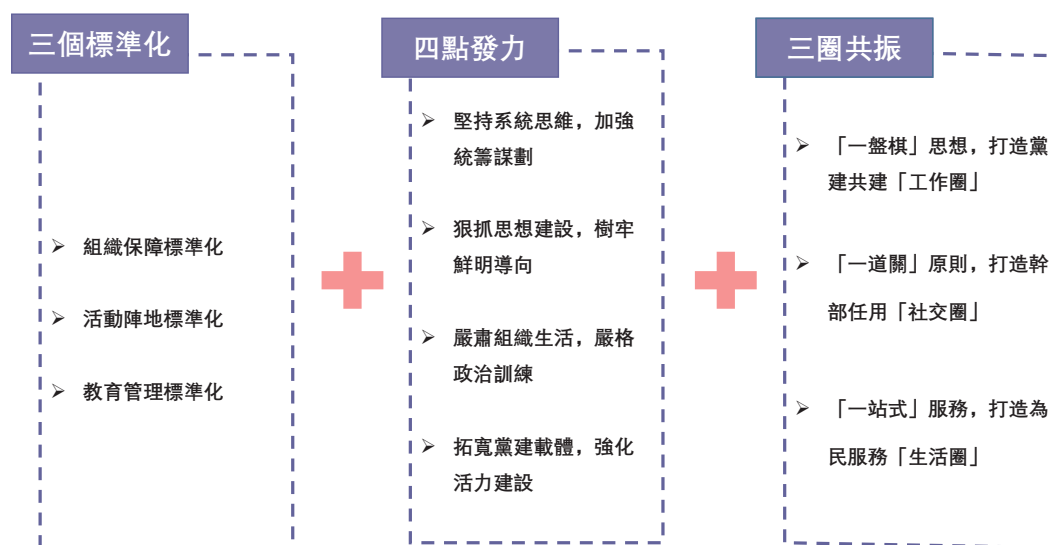 三個標準化
➢ 組織保障標準化
➢ 活動陣地標準化
➢ 教育管理標準化
四點發力
➢ 堅持系統思維，加強
統籌謀劃
➢ 狠抓思想建設，樹牢
鮮明導向
➢ 嚴肅組織生活，嚴格
政治訓練
➢ 拓寬黨建載體，強化
活力建設
三圈共振
➢ 「一盤棋」思想，打造黨
建共建「工作圈」
➢ 「一道關」原則，打造幹
部任用「社交圈」
➢ 「一站式」服務，打造為
民服務「生活圈」